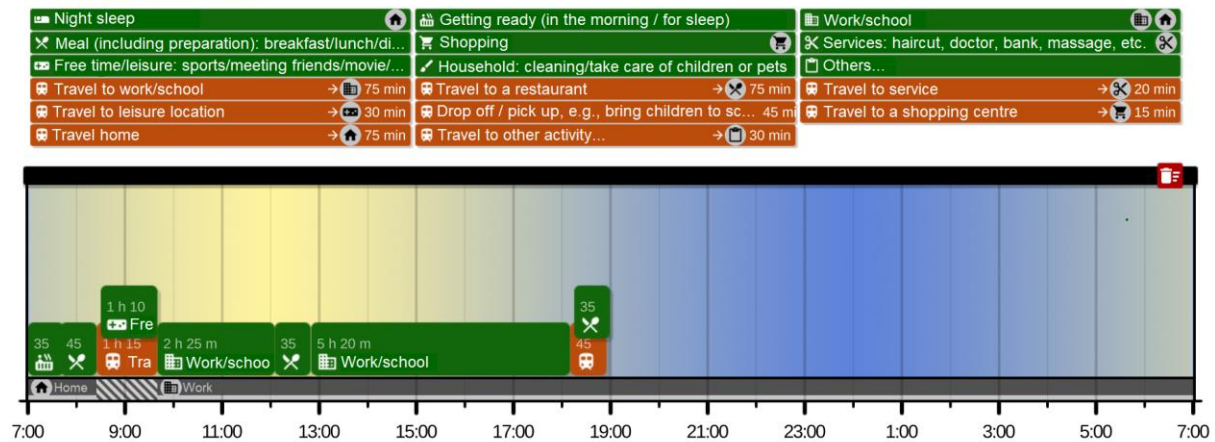 Night sleep
Getting ready (in the morning / for sleep)
Work/school
Meal (including preparation): breakfast/lunch/di...
Shopping
Services: haircut, doctor, bank, massage, etc.
Free time/leisure: sports/meeting friends/movie/...
Household: cleaning/take care of children or pets
Others...
Travel to work/school → 75 min
Travel to a restaurant → 75 min
Travel to service → 20 min
Travel to leisure location → 30 min
Drop off / pick up, e.g., bring children to sc... 45 mi
Travel to a shopping centre → 15 min
Travel home → 75 min
Travel to other activity... → 30 min
1 h 10
Fre
35
35 45 1 h 15 2 h 25 m 35 5 h 20 m 45
Tra Work/schoo Work/school
Home Work
7:00 9:00 11:00 13:00 15:00 17:00 19:00 21:00 23:00 1:00 3:00 5:00 7:00